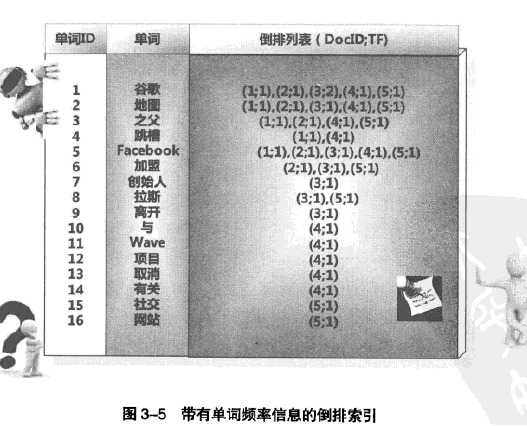 单词ID 单词 倒排列表(DocID;TF)
1 谷歌 (1;1),(2;1),(3;2),(4;1),(5;1)
2 地图 (1;1),(2;1),(3;1),(4;1),(5;1)
3 之父 (1;1),(2;1),(4;1),(5;1)
4 跳槽 (1;1),(4;1)
5 Facebook (1;1),(2;1),(3;1),(4;1),(5;1)
6 加盟 (2;1),(3;1),(5;1)
7 创始人 (3;1)
8 拉斯 (3;1),(5;1)
9 离开 (3;1)
10 与 (4;1)
11 Wave (4;1)
12 项目 (4;1)
13 取消 (4;1)
14 有关 (4;1)
15 社交 (5;1)
16 网站 (5;1)
图 3–5 带有单词频率信息的倒排索引